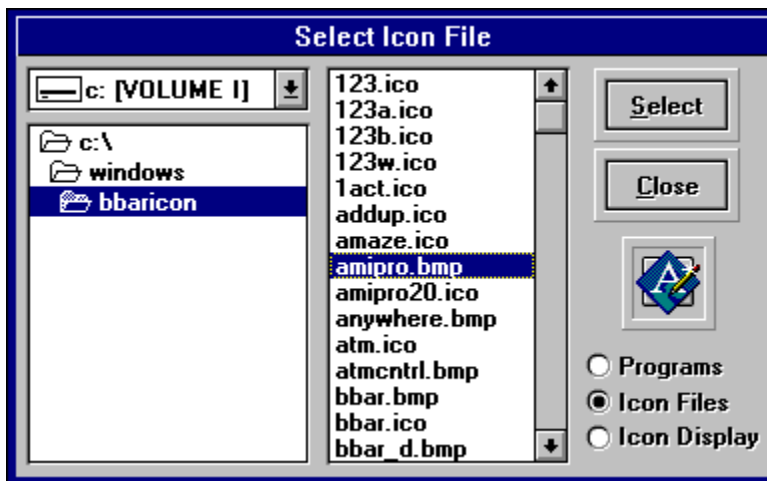 Select Icon File
c: [VOLUME I]
c:\
windows
bbaricon
123.ico
123a.ico
123b.ico
123w.ico
1act.ico
addup.ico
amaze.ico
amipro.bmp
amipro20.ico
anywhere.bmp
atm.ico
atmcntrl.bmp
bbar.bmp
bbar.ico
bbar_d.bmp
Select
Close
A
Programs
Icon Files
Icon Display